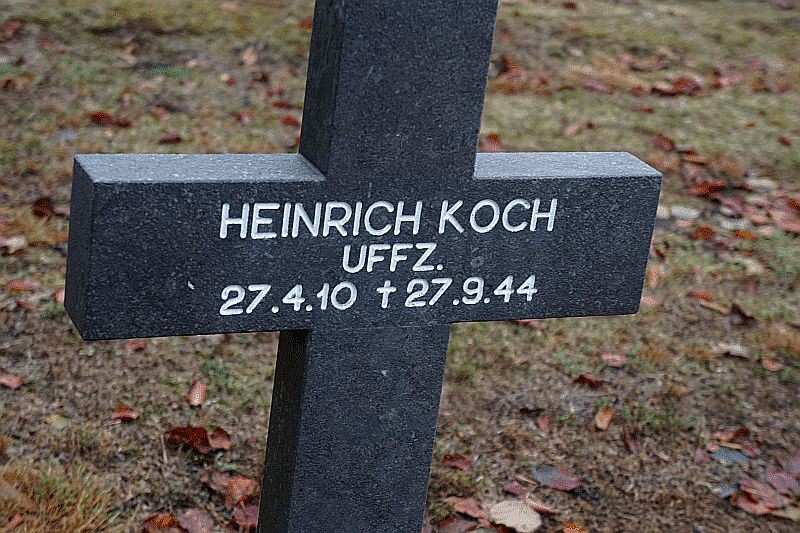 HEINRICH KOCH
UFFZ.
27.4.10 ✝ 27.9.44